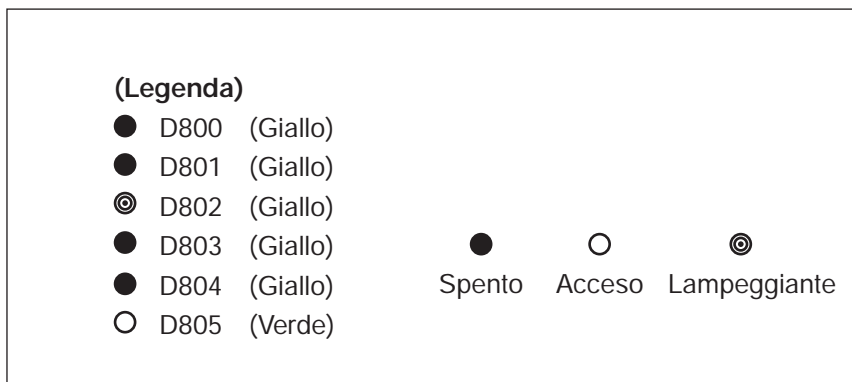 (Legenda)
D800 (Giallo)
D801 (Giallo)
D802 (Giallo)
D803 (Giallo)
D804 (Giallo)
D805 (Verde)
Spento Acceso Lampeggiante